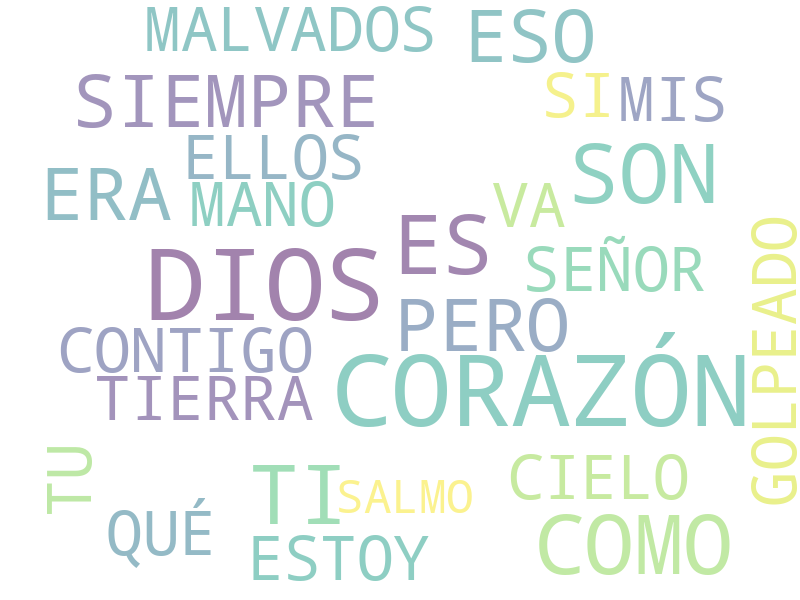 MALVADOS
ESO
SIEMPRE
SI
MIS
ELLOS
SON
ERA
MANO
VA
ES
DIOS
SEÑOR
GOLPEADO
PERO
CONTIGO
CORAZÓN
TIERRA
TU
CIELO
TI
SALMO
QUÉ
COMO
ESTOY